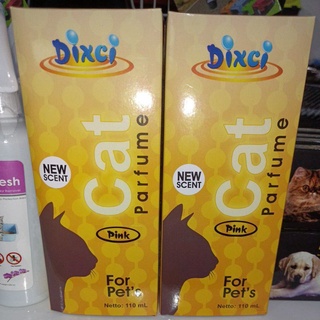 Dixci
NEW
SCENT
Cat
Parfume
Pink
For
Pet's
Netto: 110 mL
Dixci
NEW
SCENT
Cat
Parfume
Pink
For
Pet's
Netto: 110 mL
esh